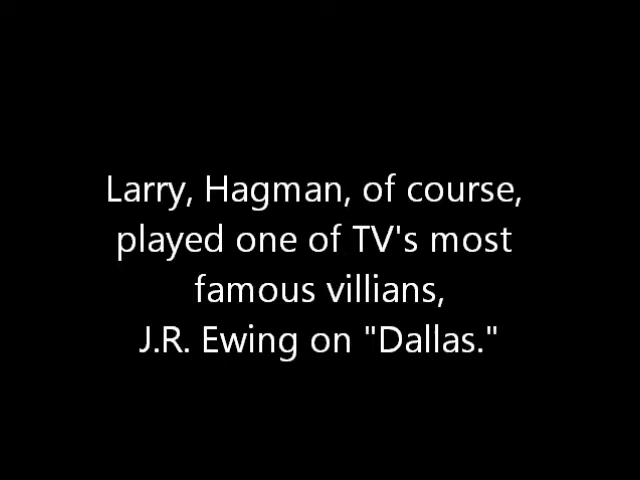 Larry, Hagman, of course,
played one of TV's most
famous villians,
J.R. Ewing on "Dallas."